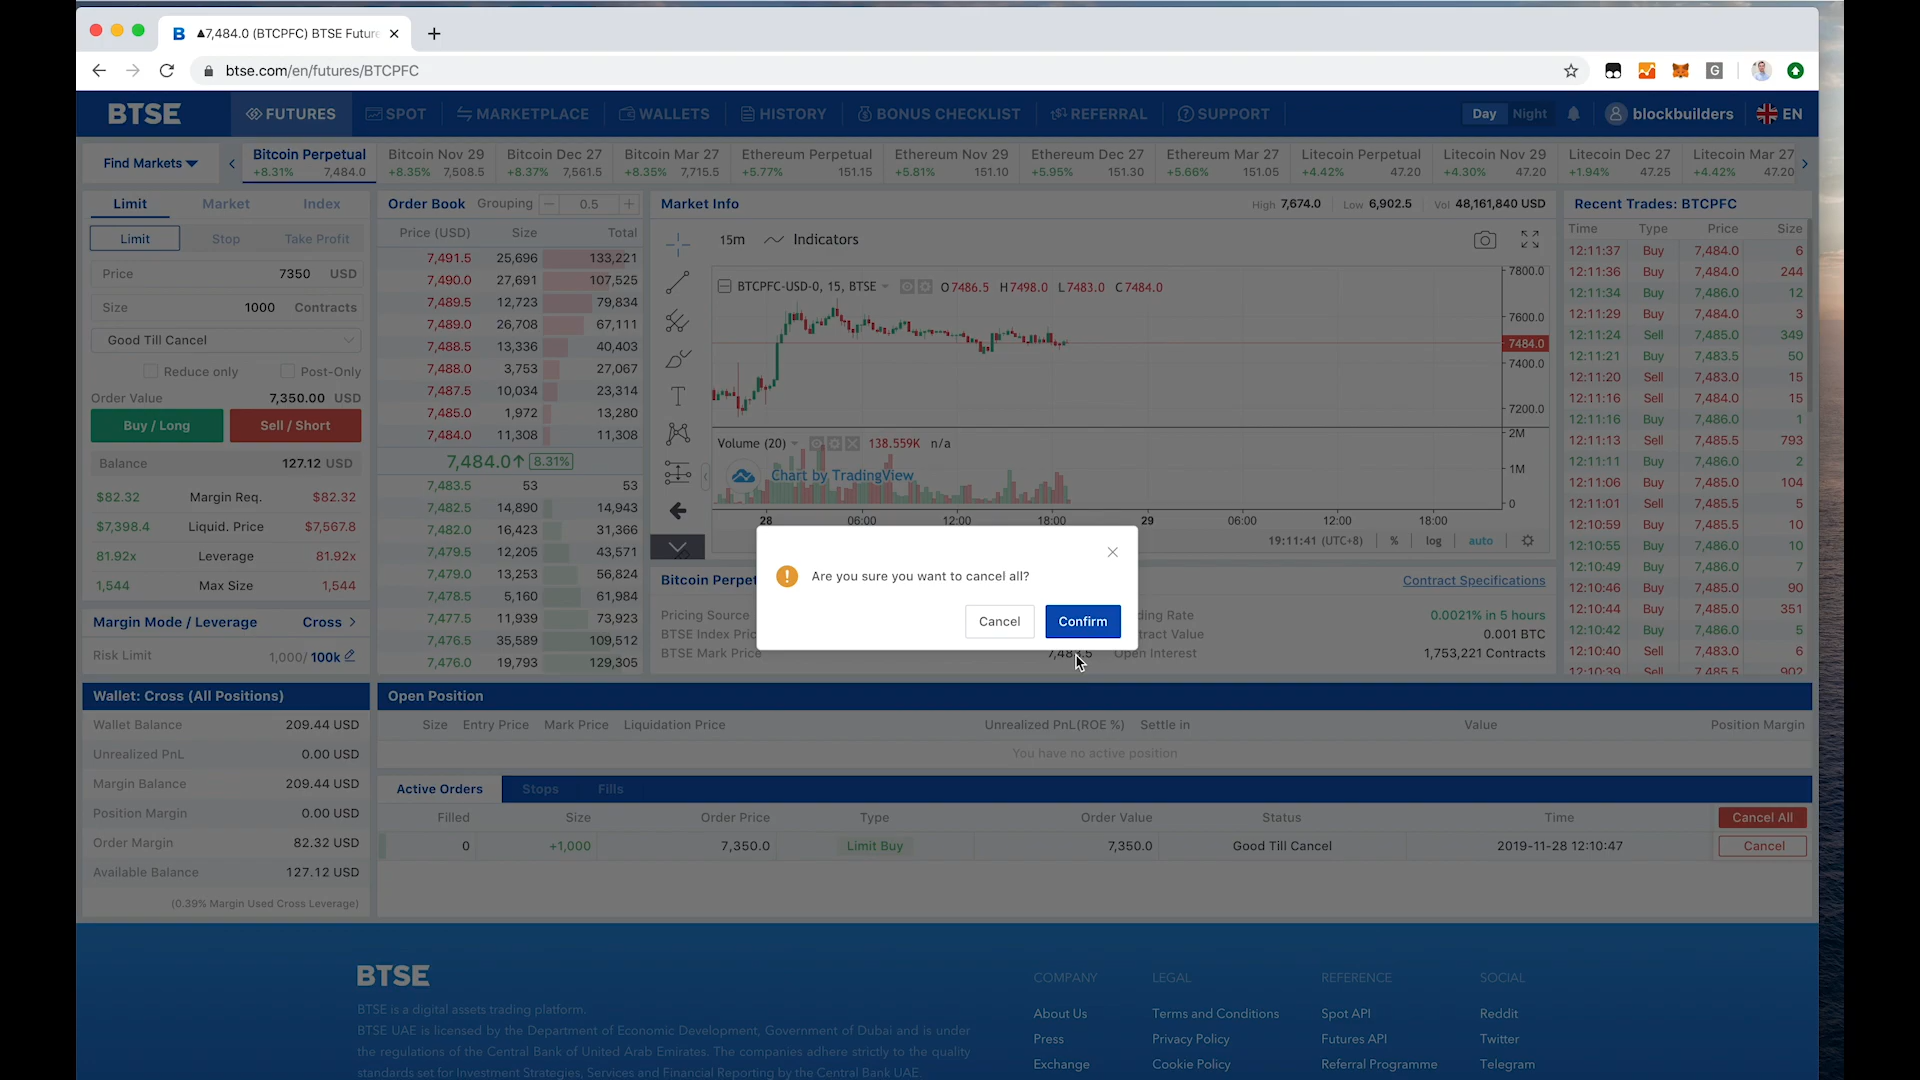 ▲7,484.0 (BTCPFC) BTSE Future
btse.com/en/futures/BTCPFC
BTSE
FUTURES SPOT MARKETPLACE WALLETS HISTORY BONUS CHECKLIST REFERRAL SUPPORT
Day Night blockbuilders EN
Find Markets
Bitcoin Perpetual Bitcoin Nov 29 Bitcoin Dec 27 Bitcoin Mar 27 Ethereum Perpetual Ethereum Nov 29 Ethereum Dec 27 Ethereum Mar 27 Litecoin Perpetual Litecoin Nov 29 Litecoin Dec 27 Litecoin Mar 27
+8.31% 7,484.0 +8.35% 7,508.5 +8.37% 7,561.5 +8.35% 7,715.5 +5.77% 151.15 +5.81% 151.10 +5.95% 151.30 +5.66% 151.05 +4.42% 47.20 +4.30% 47.20 +1.94% 47.25 +4.42% 47.20
Limit Market Index
Limit Stop Take Profit
Price 7350 USD
Size 1000 Contracts
Good Till Cancel
Reduce only Post-Only
Order Value 7,350.00 USD
Buy / Long Sell / Short
Balance 127.12 USD
$82.32 Margin Req. $82.32
$7,398.4 Liquid. Price $7,567.8
81.92x Leverage 81.92x
1,544 Max Size 1,544
Margin Mode / Leverage Cross >
Risk Limit 1,000/ 100k
Order Book Grouping − 0.5 +
Price (USD) Size Total
7,491.5 25,696 133,221
7,490.0 27,691 107,525
7,489.5 12,723 79,834
7,489.0 26,708 67,111
7,488.5 13,336 40,403
7,488.0 3,753 27,067
7,487.5 10,034 23,314
7,485.0 1,972 13,280
7,484.0 11,308 11,308
7,484.0↑ 8.31%
7,483.5 53 53
7,482.5 14,890 14,943
7,482.0 16,423 31,366
7,479.5 12,205 43,571
7,479.0 13,253 56,824
7,478.5 5,160 61,984
7,477.5 11,939 73,923
7,476.5 35,589 109,512
7,476.0 19,793 129,305
Market Info High 7,674.0 Low 6,902.5 Vol 48,161,840 USD
15m Indicators
BTCPFC-USD-0, 15, BTSE O7486.5 H7498.0 L7483.0 C7484.0
7800.0
7600.0
7484.0
7400.0
7200.0
Volume (20) 138.559K n/a
Chart by TradingView
2M
1M
0
28 06:00 12:00 18:00 29 06:00 12:00 18:00
19:11:41 (UTC+8) % log auto
Are you sure you want to cancel all?
Cancel Confirm
Bitcoin Perpet
Contract Specifications
Pricing Source ding Rate 0.0021% in 5 hours
BTSE Index Pric tract Value 0.001 BTC
BTSE Mark Price Open Interest 1,753,221 Contracts
Recent Trades: BTCPFC
Time Type Price Size
12:11:37 Buy 7,484.0 6
12:11:36 Buy 7,484.0 244
12:11:34 Buy 7,486.0 12
12:11:29 Buy 7,484.0 3
12:11:24 Sell 7,485.0 349
12:11:21 Buy 7,483.5 50
12:11:20 Sell 7,483.0 15
12:11:16 Sell 7,484.0 15
12:11:16 Buy 7,486.0 1
12:11:13 Sell 7,485.5 793
12:11:11 Buy 7,486.0 2
12:11:06 Buy 7,485.0 104
12:11:01 Sell 7,485.5 5
12:10:59 Buy 7,485.5 10
12:10:55 Buy 7,486.0 10
12:10:49 Buy 7,486.0 7
12:10:46 Buy 7,485.0 90
12:10:44 Buy 7,485.0 351
12:10:42 Buy 7,486.0 5
12:10:40 Sell 7,483.0 6
12:10:39 Sell 7,485.5 902
Wallet: Cross (All Positions)
Wallet Balance 209.44 USD
Unrealized PnL 0.00 USD
Margin Balance 209.44 USD
Position Margin 0.00 USD
Order Margin 82.32 USD
Available Balance 127.12 USD
(0.39% Margin Used Cross Leverage)
Open Position
Size Entry Price Mark Price Liquidation Price Unrealized PnL(ROE %) Settle in Value Position Margin
You have no active position
Active Orders Stops Fills
Filled Size Order Price Type Order Value Status Time Cancel All
0 +1,000 7,350.0 Limit Buy 7,350.0 Good Till Cancel 2019-11-28 12:10:47 Cancel
BTSE
BTSE is a digital assets trading platform.
BTSE UAE is licensed by the Department of Economic Development, Government of Dubai and is under
the regulations of the Central Bank of United Arab Emirates. The companies adhere strictly to the quality
standards set for Investment Strategies, Services and Financial Reporting by the Central Bank UAE.
COMPANY LEGAL REFERENCE SOCIAL
About Us Terms and Conditions Spot API Reddit
Press Privacy Policy Futures API Twitter
Exchange Cookie Policy Referral Programme Telegram